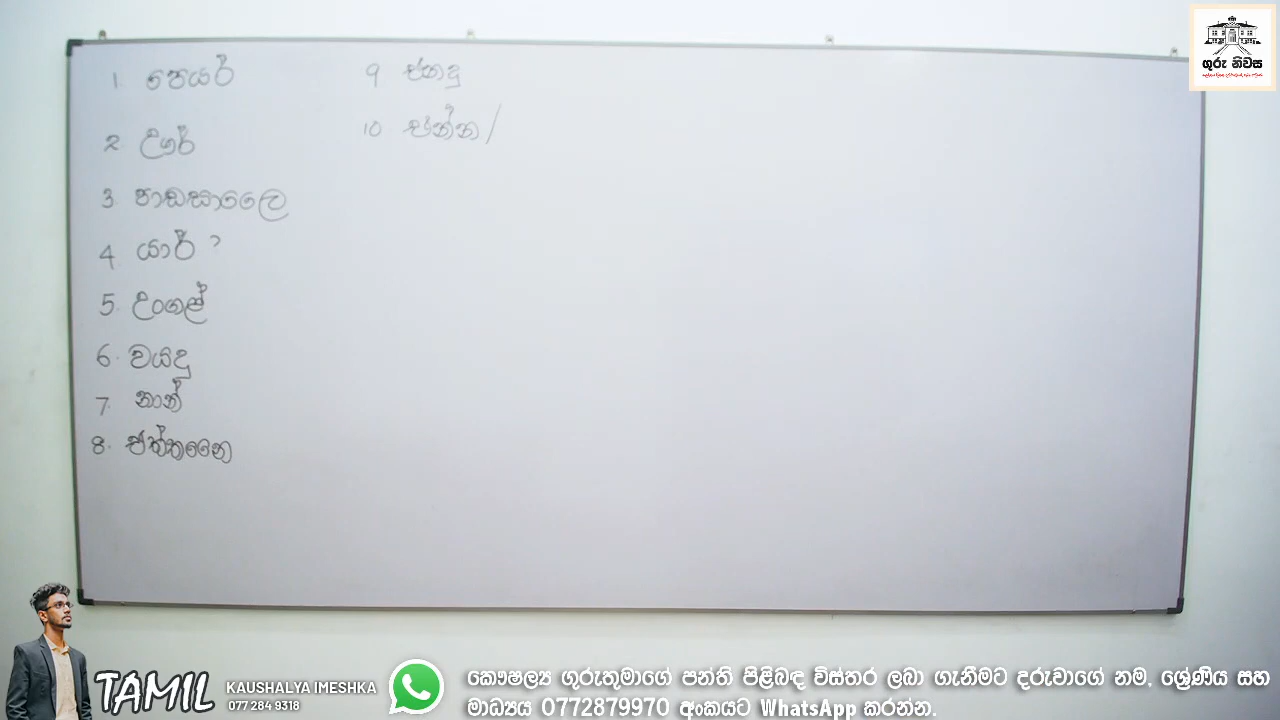 1 පෙයර්
2. උගර්
3 පාඩසාලෛ
4 යාර් ?
5. උංගළ්
6. වයදු
7. නාන්
8. එත්තනෛ
9 එනදු
10 එන්න /
ගුරු නිවස
TAMIL
KAUSHALYA IMESHKA
077 284 9318
කෞෂල්‍ය ගුරුතුමාගේ පන්ති පිළිබඳ විස්තර ලබා ගැනීමට දරුවාගේ නම, ශ්‍රේණිය සහ
මාධ්‍යය 0772879970 අංකයට WhatsApp කරන්න.